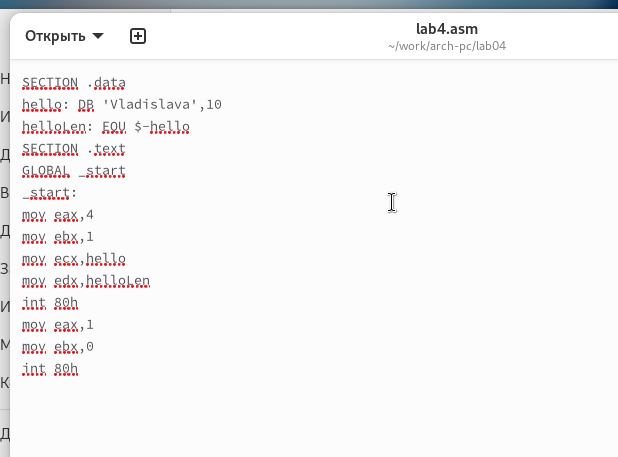 Открыть
lab4.asm
~/work/arch-pc/lab04
SECTION .data
hello: DB 'Vladislava',10
helloLen: EQU $-hello
SECTION .text
GLOBAL _start
_start:
mov eax,4
mov ebx,1
mov ecx,hello
mov edx,helloLen
int 80h
mov eax,1
mov ebx,0
int 80h